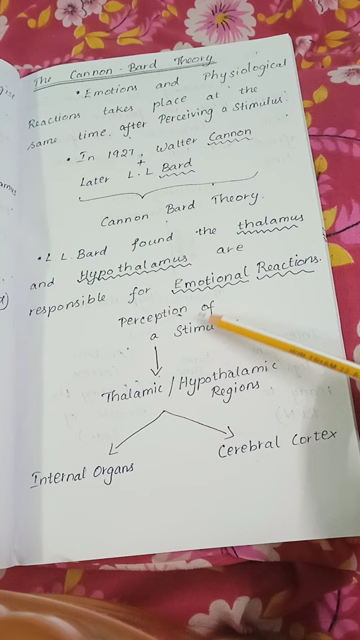 The Cannon-Bard Theory
• Emotions and Physiological
Reactions takes place at the
same time, after Perceiving a Stimulus.
• In 1927, Walter Cannon
+
Later L.L Bard
Cannon Bard Theory.
• L.L. Bard found the thalamus
and Hypothalamus are
responsible for Emotional Reactions.
Perception of
a Stimu
Thalamic / Hypothalamic
Regions
Internal Organs
Cerebral Cortex